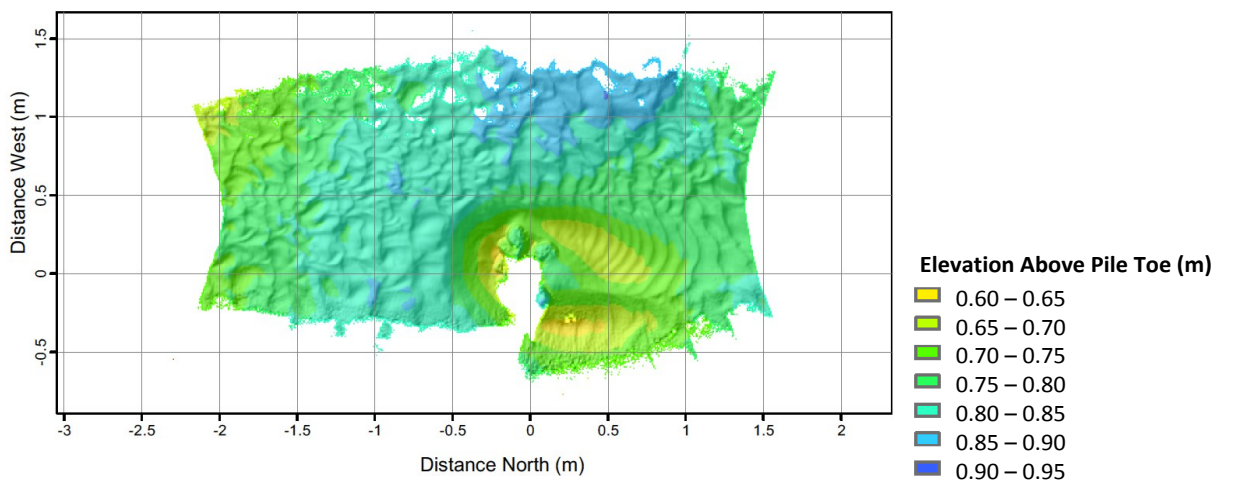 1.5
1
0.5
0
-0.5
Distance West (m)
-3
-2.5
-2
-1.5
-1
-0.5
0
0.5
1
1.5
2
Distance North (m)
Elevation Above Pile Toe (m)
0.60 – 0.65
0.65 – 0.70
0.70 – 0.75
0.75 – 0.80
0.80 – 0.85
0.85 – 0.90
0.90 – 0.95